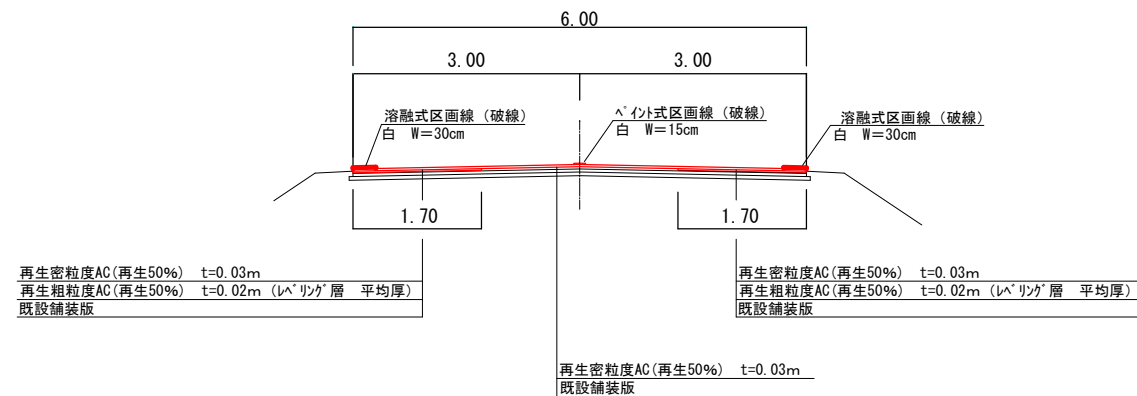 6.00
3.00
3.00
溶融式区画線（破線）
白　W＝30cm
ﾍﾟｲﾝﾄ式区画線（破線）
白　W＝15cm
溶融式区画線（破線）
白　W＝30cm
1.70
1.70
再生密粒度AC(再生50%)　t=0.03m
再生粗粒度AC(再生50%)　t=0.02m（ﾚﾍﾞﾘﾝｸﾞ層　平均厚）
既設舗装版
再生密粒度AC(再生50%)　t=0.03m
再生粗粒度AC(再生50%)　t=0.02m（ﾚﾍﾞﾘﾝｸﾞ層　平均厚）
既設舗装版
再生密粒度AC(再生50%)　t=0.03m
既設舗装版